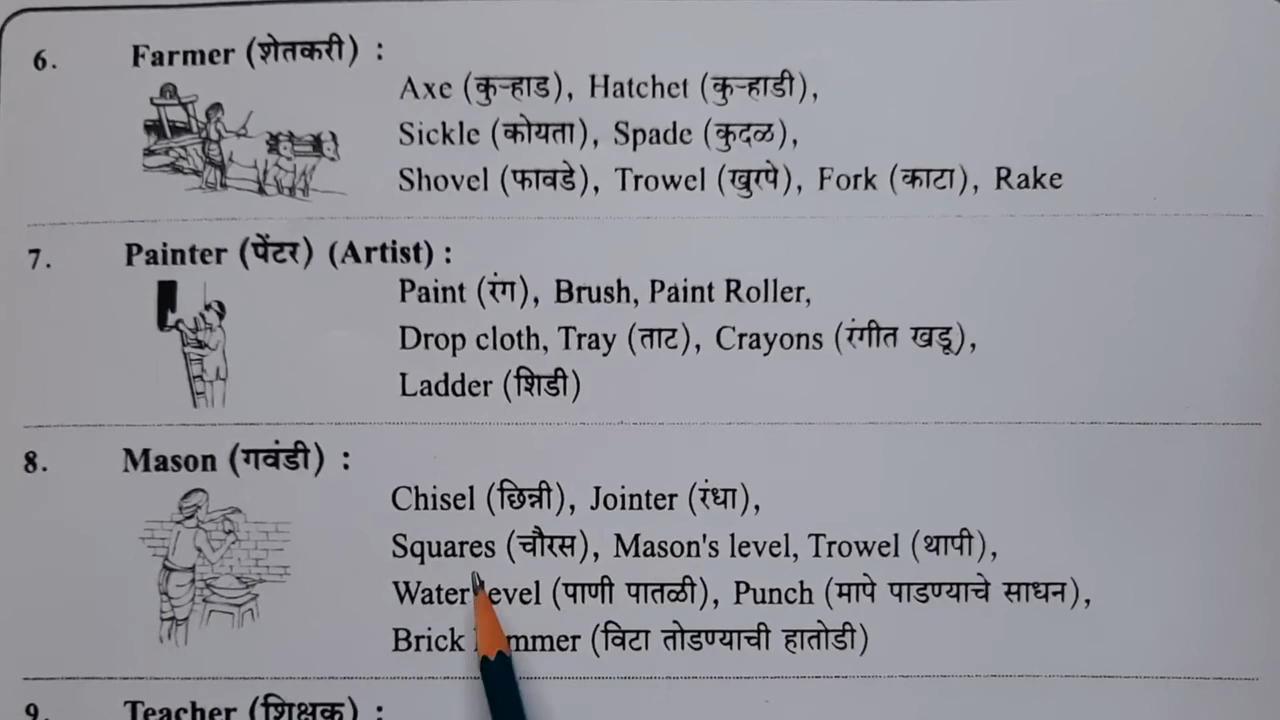 6. Farmer (शेतकरी) :
Axe (कुऱ्हाड), Hatchet (कुऱ्हाडी),
Sickle (कोयता), Spade (कुदळ),
Shovel (फावडे), Trowel (खुरपे), Fork (काटा), Rake
7. Painter (पेंटर) (Artist) :
Paint (रंग), Brush, Paint Roller,
Drop cloth, Tray (ताट), Crayons (रंगीत खडू),
Ladder (शिडी)
8. Mason (गवंडी) :
Chisel (छिन्नी), Jointer (रंधा),
Squares (चौरस), Mason's level, Trowel (थापी),
Water level (पाणी पातळी), Punch (मापे पाडण्याचे साधन),
Brick (विटा तोडण्याची हातोडी)
9. Teacher (शिक्षक) :